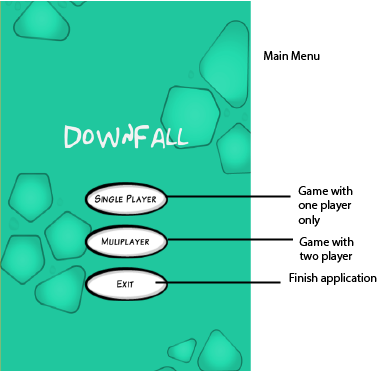 Main Menu
DOWNFALL
SINGLE PLAYER
Game with
one player
only
MULIPLAYER
Game with
two player
EXIT
Finish application